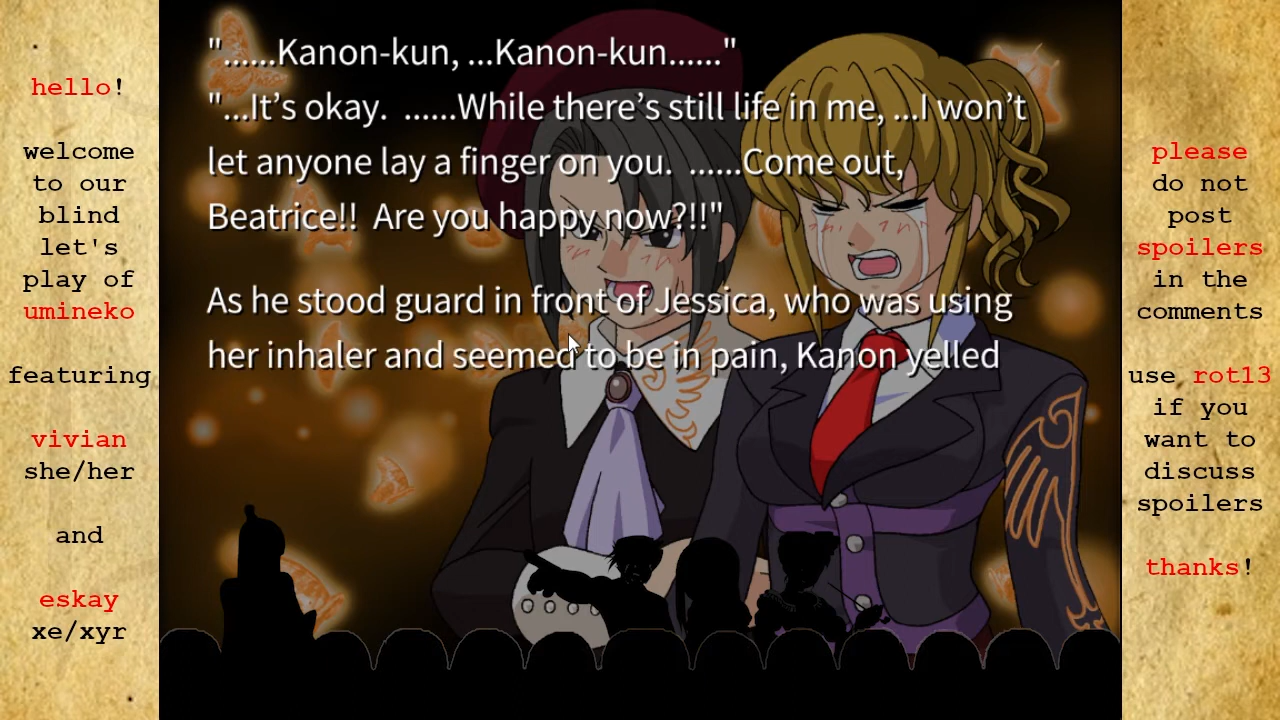 hello!
welcome
to our
blind
let's
play of
umineko
featuring
vivian
she/her
and
eskay
xe/xyr
"......Kanon-kun, ...Kanon-kun......"
"...It’s okay.  ......While there’s still life in me, ...I won’t
let anyone lay a finger on you.  ......Come out,
Beatrice!!  Are you happy now?!!"
As he stood guard in front of Jessica, who was using
her inhaler and seemed to be in pain, Kanon yelled
please
do not
post
spoilers
in the
comments
use rot13
if you
want to
discuss
spoilers
thanks!